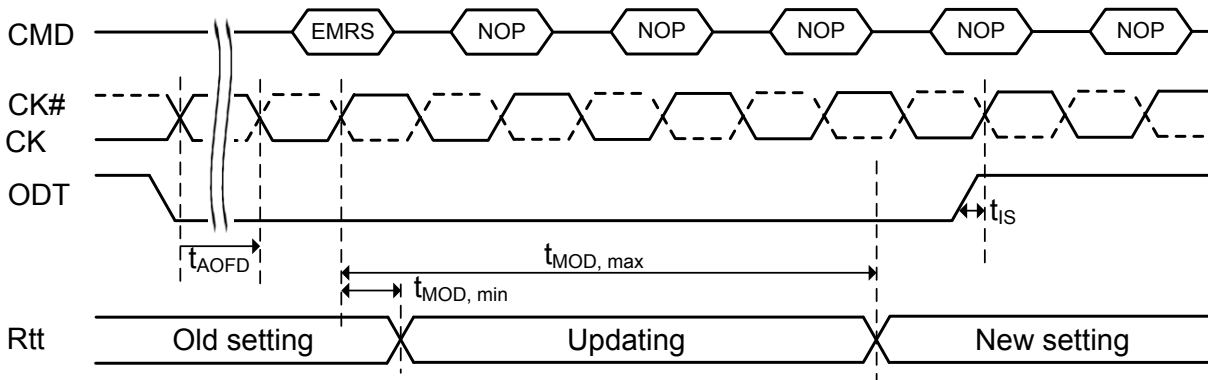 CMD EMRS NOP NOP NOP NOP NOP
CK#
CK
ODT
tIS
tAOFD
tMOD, max
tMOD, min
Rtt Old setting Updating New setting